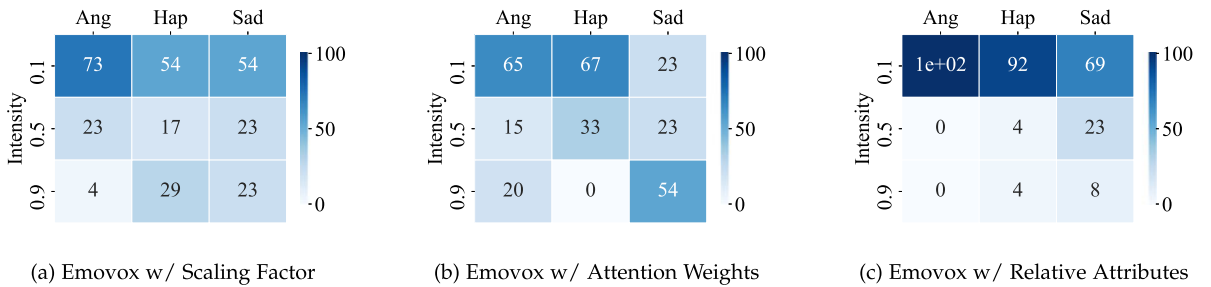 Ang Hap Sad
Intensity
0.1 73 54 54
0.5 23 17 23
0.9 4 29 23
100
50
0
(a) Emovox w/ Scaling Factor
Ang Hap Sad
Intensity
0.1 65 67 23
0.5 15 33 23
0.9 20 0 54
100
50
0
(b) Emovox w/ Attention Weights
Ang Hap Sad
Intensity
0.1 1e+02 92 69
0.5 0 4 23
0.9 0 4 8
100
50
0
(c) Emovox w/ Relative Attributes